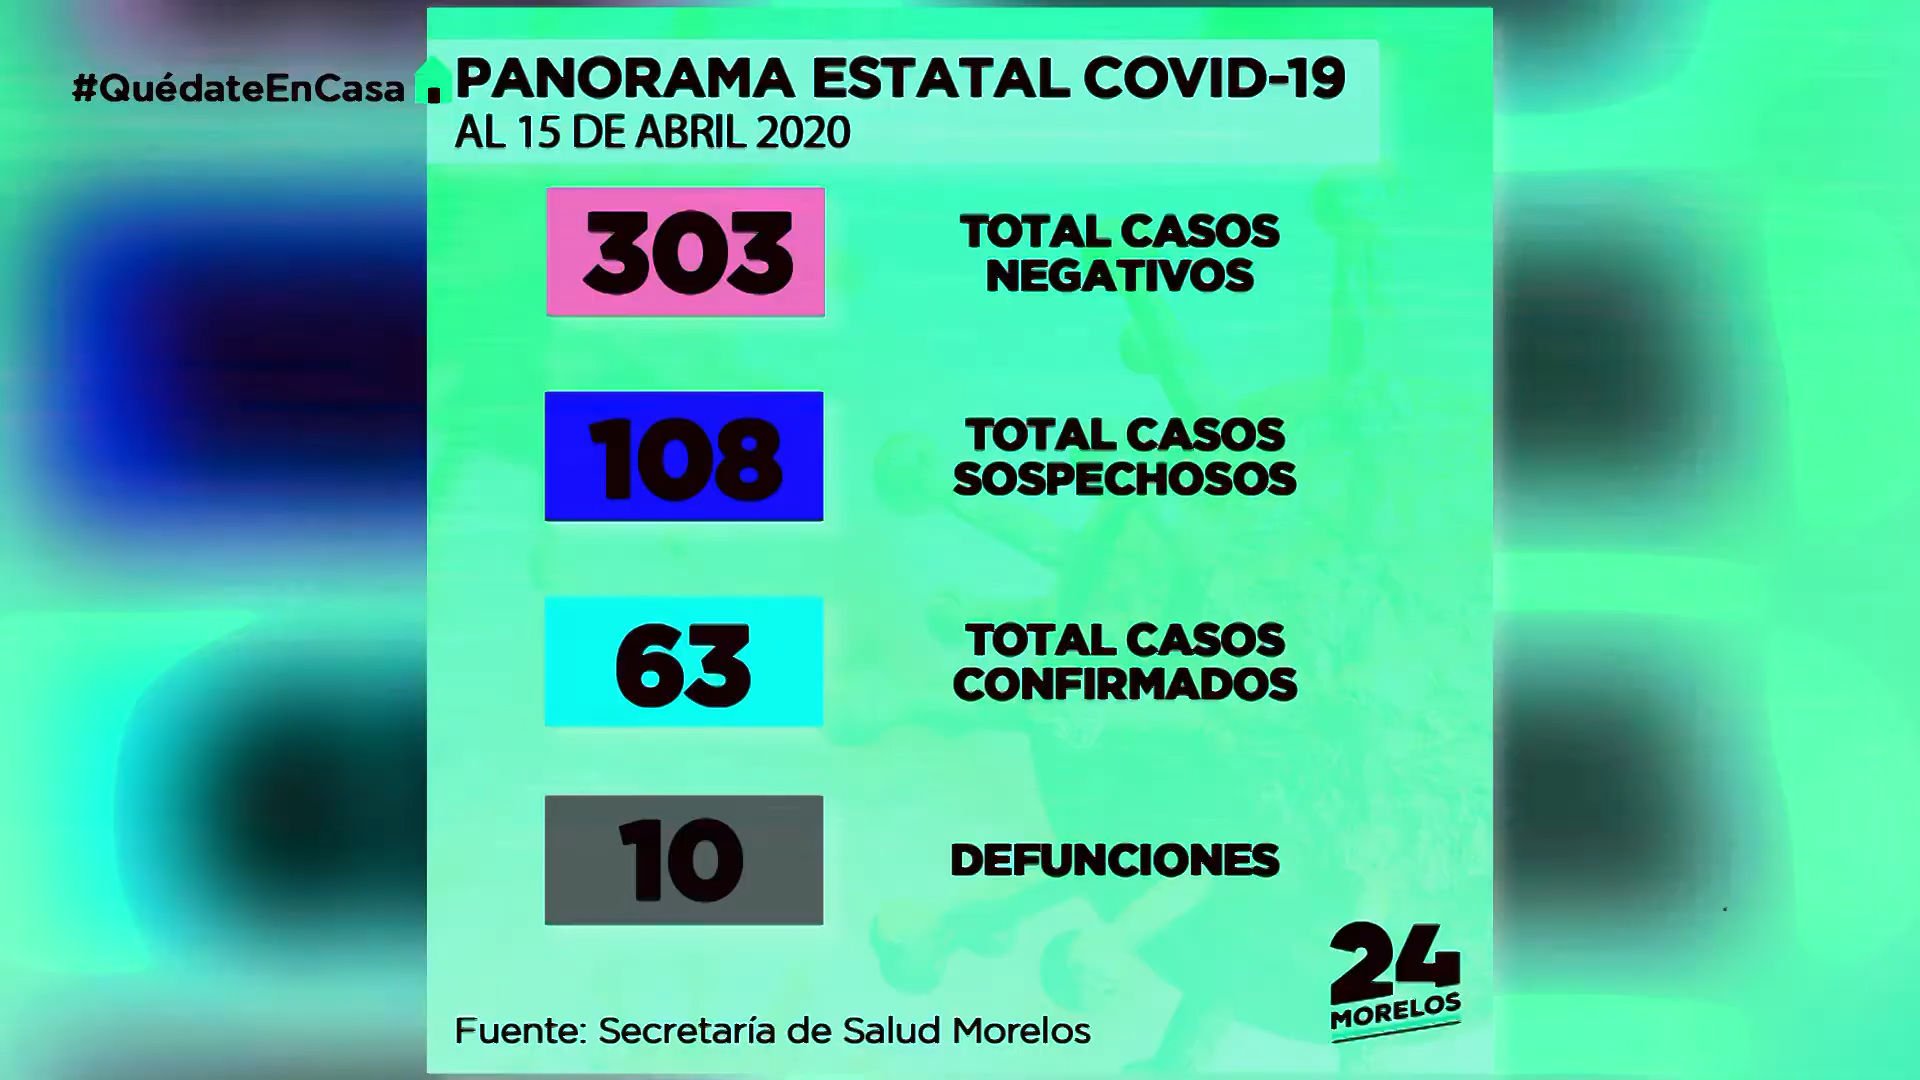 #QuédateEnCasa
PANORAMA ESTATAL COVID-19
AL 15 DE ABRIL 2020
303
TOTAL CASOS
NEGATIVOS
108
TOTAL CASOS
SOSPECHOSOS
63
TOTAL CASOS
CONFIRMADOS
10
DEFUNCIONES
24
MORELOS
Fuente: Secretaría de Salud Morelos